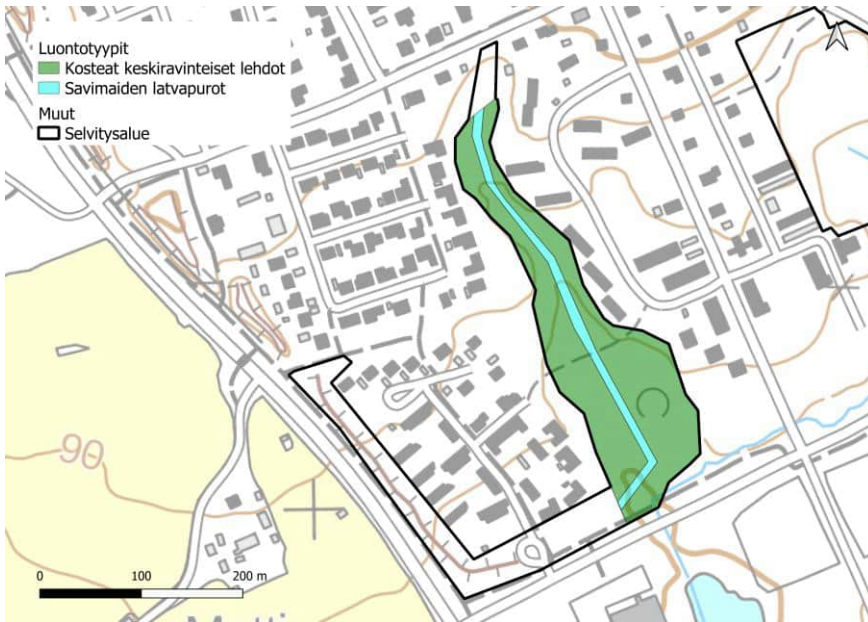 Luontotyypit
Kosteat keskiravinteiset lehdot
Savimaiden latvapurot
Muut
Selvitysalue
90
0 100 200 m